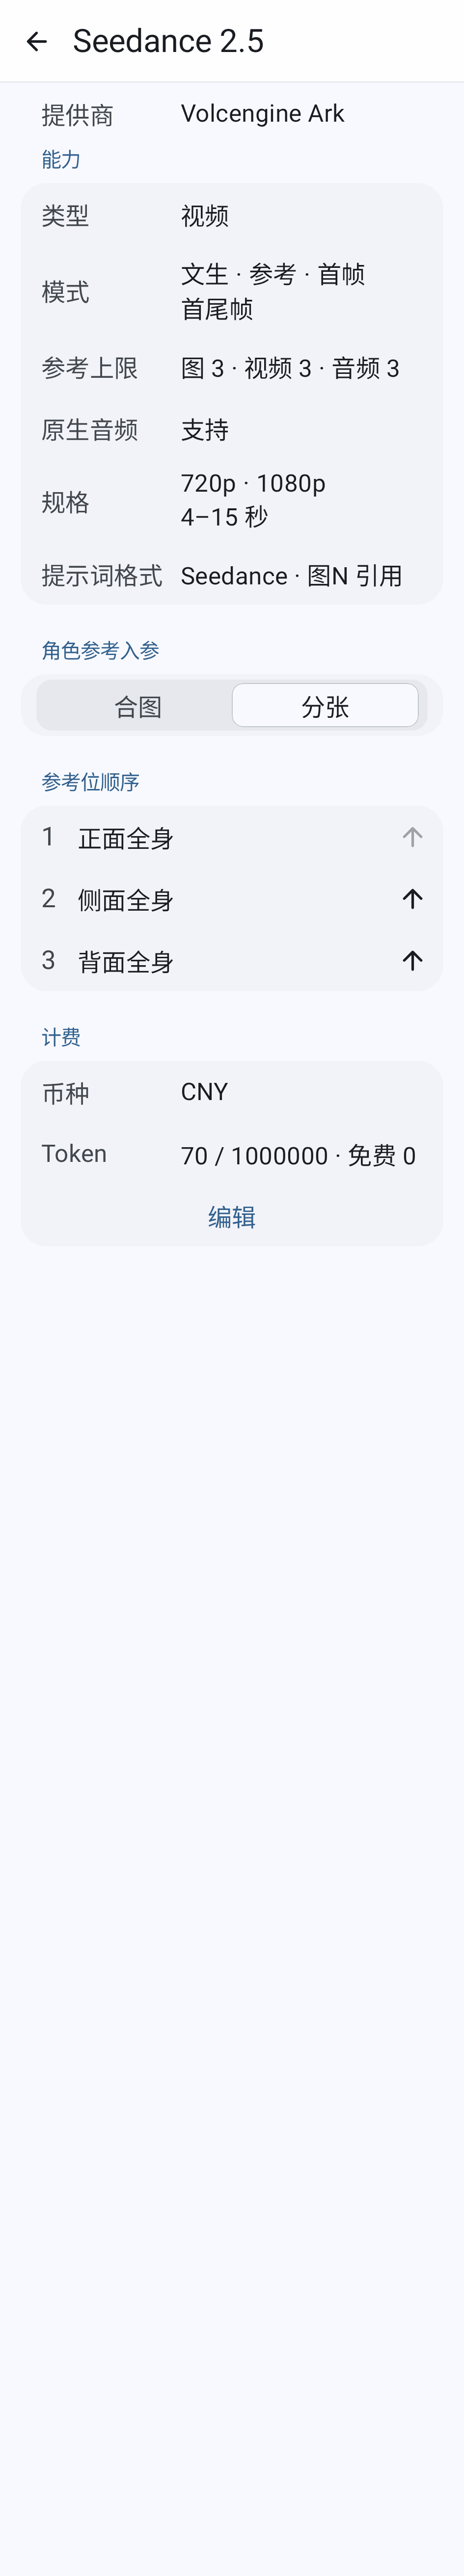 Seedance 2.5
提供商 Volcengine Ark
能力
类型 视频
模式 文生 · 参考 · 首帧
首尾帧
参考上限 图 3 · 视频 3 · 音频 3
原生音频 支持
规格 720p · 1080p
4–15 秒
提示词格式 Seedance · 图N 引用
角色参考入参
合图 分张
参考位顺序
1 正面全身
2 侧面全身
3 背面全身
计费
币种 CNY
Token 70 / 1000000 · 免费 0
编辑